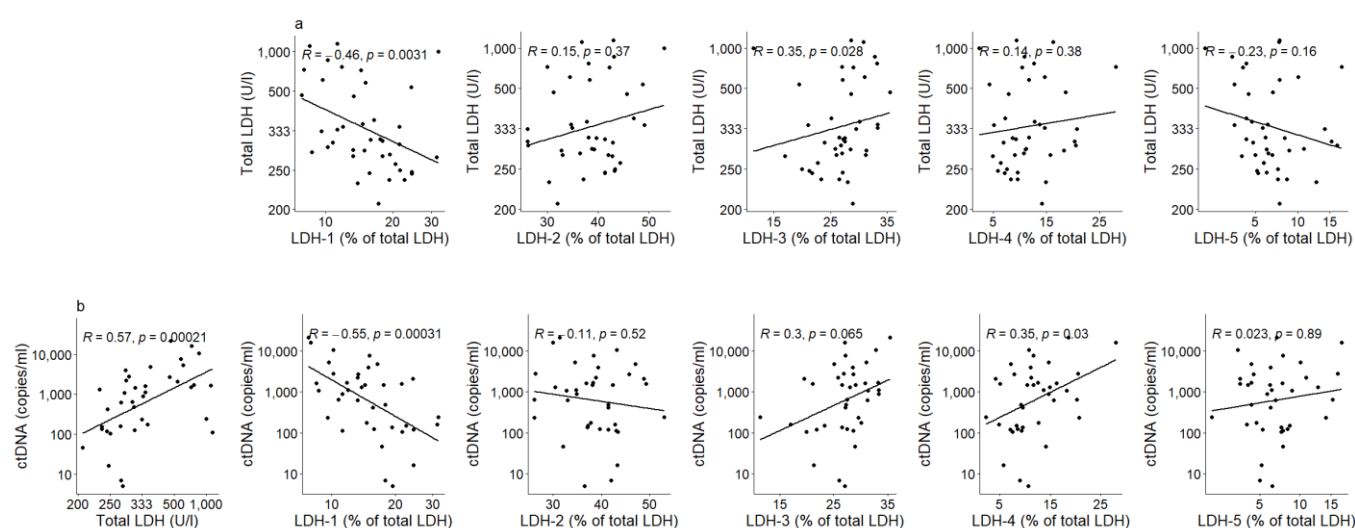 a
R = −0.46, p = 0.0031
R = 0.15, p = 0.37
R = 0.35, p = 0.028
R = 0.14, p = 0.38
R = −0.23, p = 0.16
Total LDH (U/l)
1,000
500
333
250
200
10 20 30
LDH-1 (% of total LDH)
Total LDH (U/l)
1,000
500
333
250
200
30 40 50
LDH-2 (% of total LDH)
Total LDH (U/l)
1,000
500
333
250
200
15 25 35
LDH-3 (% of total LDH)
Total LDH (U/l)
1,000
500
333
250
200
5 15 25
LDH-4 (% of total LDH)
Total LDH (U/l)
1,000
500
333
250
200
5 10 15
LDH-5 (% of total LDH)
b
R = 0.57, p = 0.00021
R = −0.55, p = 0.00031
R = −0.11, p = 0.52
R = 0.3, p = 0.065
R = 0.35, p = 0.03
R = 0.023, p = 0.89
ctDNA (copies/ml)
10,000
1,000
100
10
200 250 333 500 1,000
Total LDH (U/l)
ctDNA (copies/ml)
10,000
1,000
100
10
10 20 30
LDH-1 (% of total LDH)
ctDNA (copies/ml)
10,000
1,000
100
10
30 40 50
LDH-2 (% of total LDH)
ctDNA (copies/ml)
10,000
1,000
100
10
15 25 35
LDH-3 (% of total LDH)
ctDNA (copies/ml)
10,000
1,000
100
10
5 15 25
LDH-4 (% of total LDH)
ctDNA (copies/ml)
10,000
1,000
100
10
5 10 15
LDH-5 (% of total LDH)